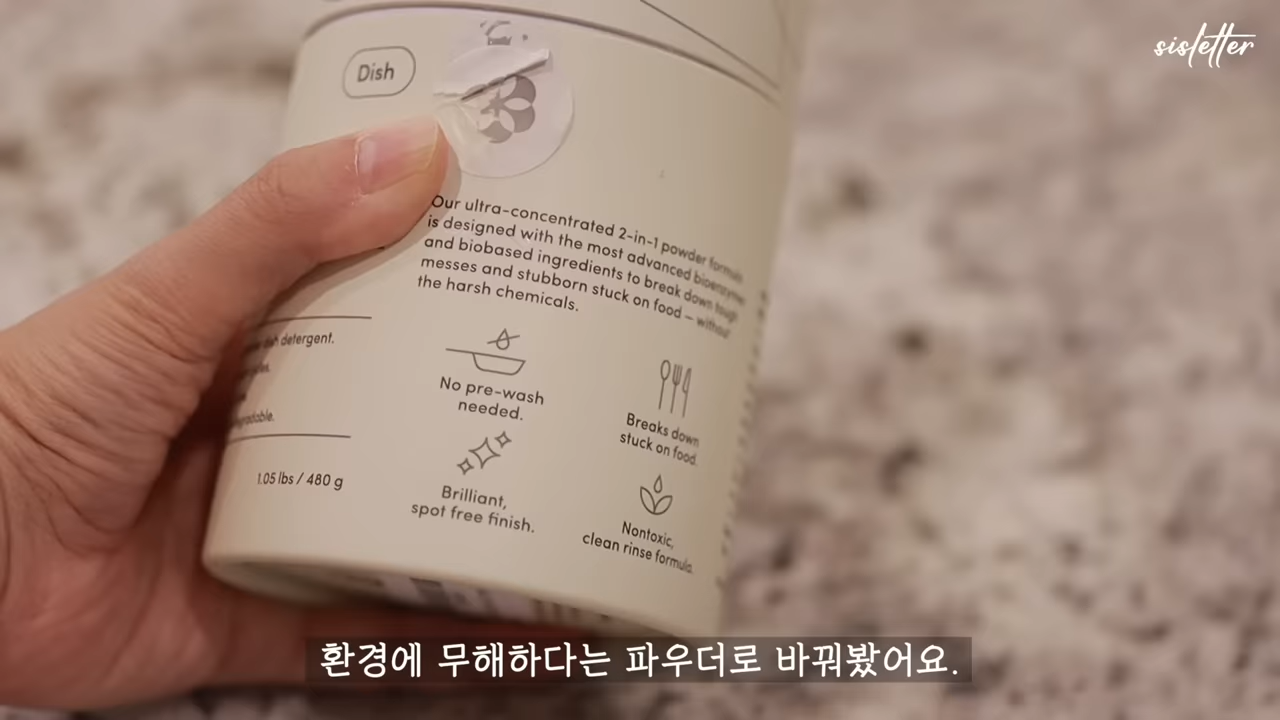 sisletter
Dish
Our ultra-concentrated 2-in-1 powder formula
is designed with the most advanced bioenzymes
and biobased ingredients to break down tough
messes and stubborn stuck on food – without
the harsh chemicals.
detergent.
No pre-wash
needed.
Breaks down
stuck on food.
1.05 lbs / 480 g
Brilliant,
spot free finish.
Nontoxic,
clean rinse formula.
환경에 무해하다는 파우더로 바꿔봤어요.